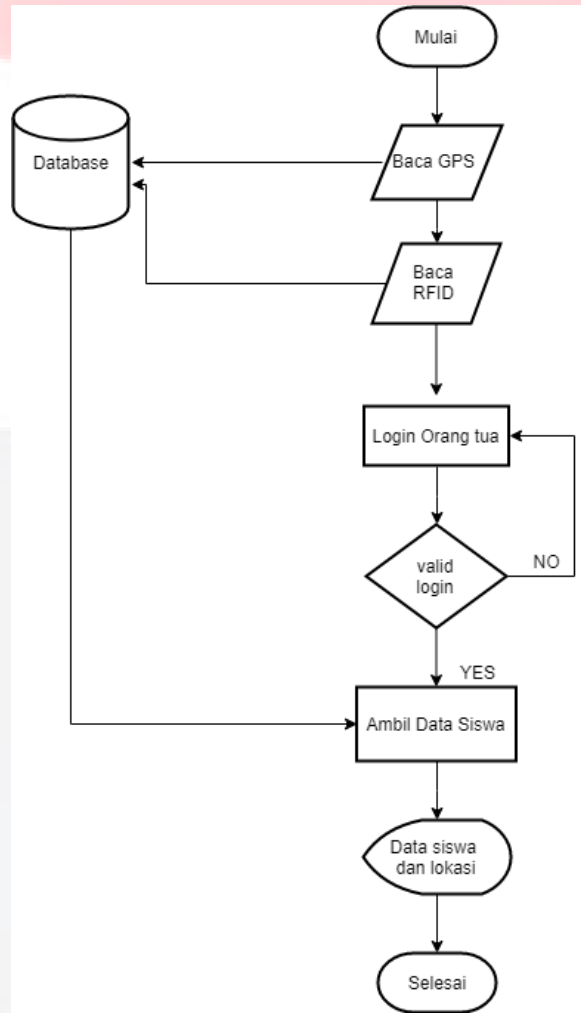 Mulai
Database
Baca GPS
Baca
RFID
Login Orang tua
valid
login
NO
YES
Ambil Data Siswa
Data siswa
dan lokasi
Selesai